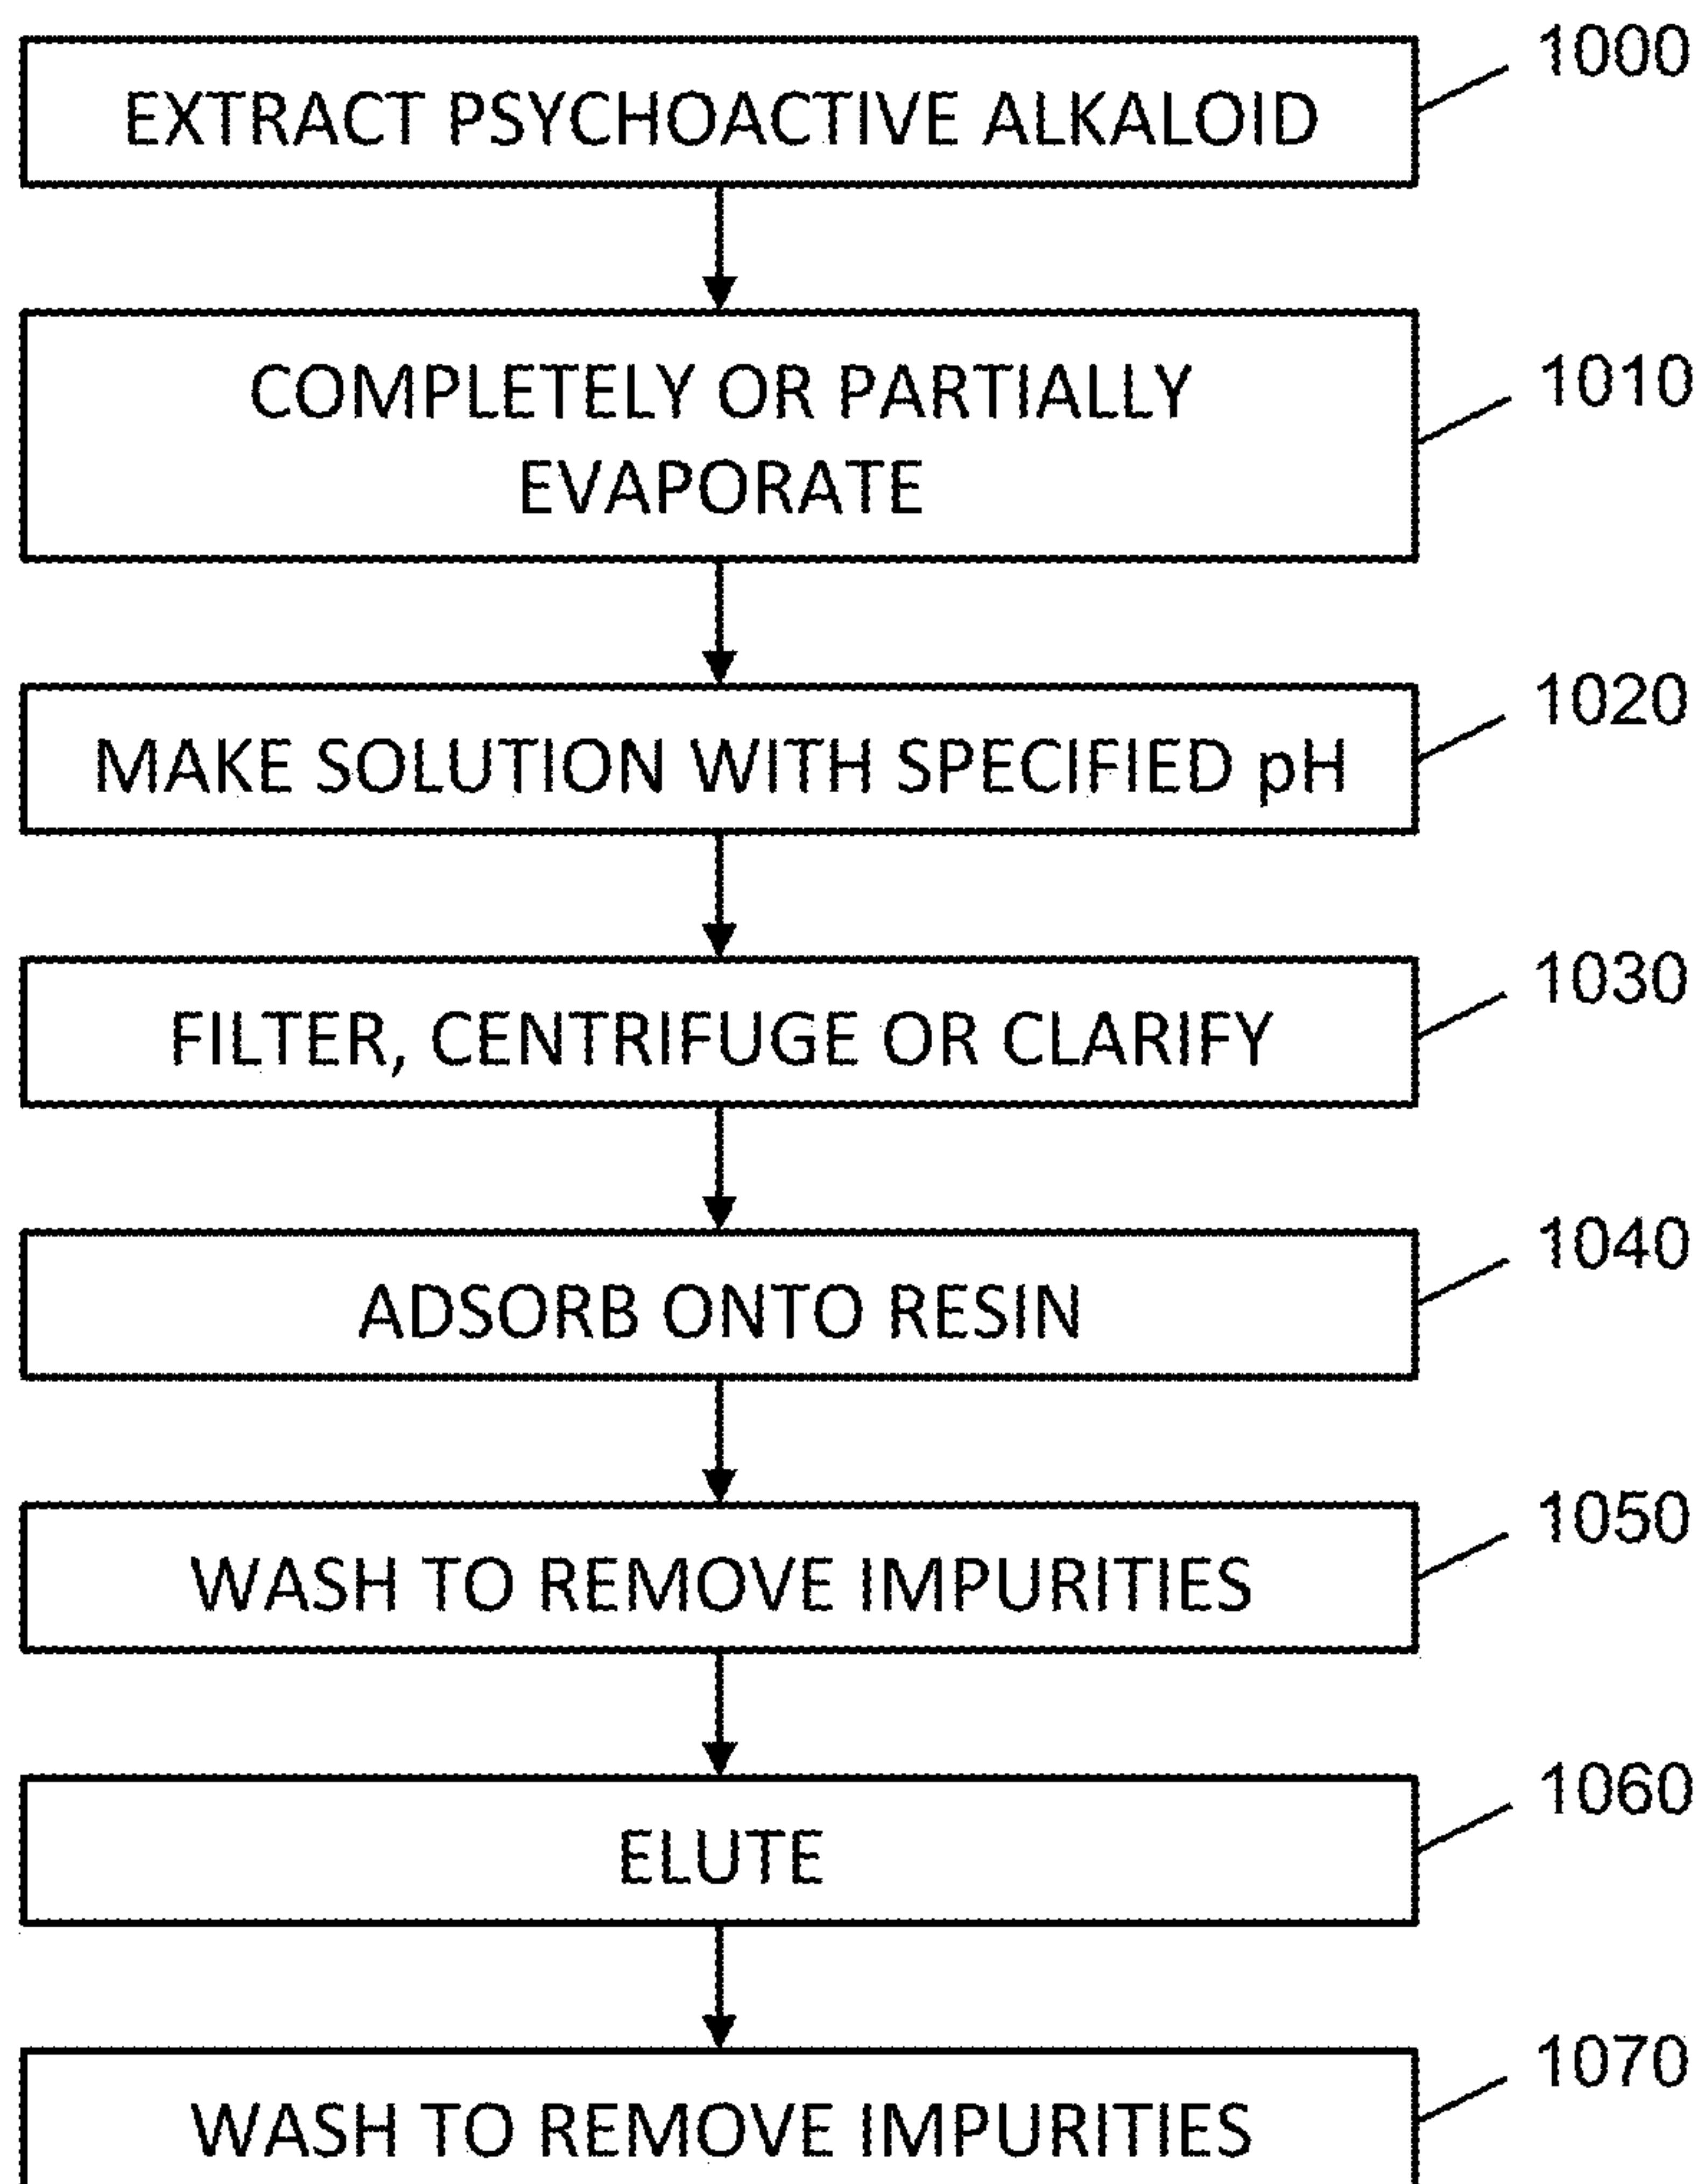 1000
EXTRACT PSYCHOACTIVE ALKALOID
1010
COMPLETELY OR PARTIALLY
EVAPORATE
1020
MAKE SOLUTION WITH SPECIFIED pH
1030
FILTER, CENTRIFUGE OR CLARIFY
1040
ADSORB ONTO RESIN
1050
WASH TO REMOVE IMPURITIES
1060
ELUTE
1070
WASH TO REMOVE IMPURITIES